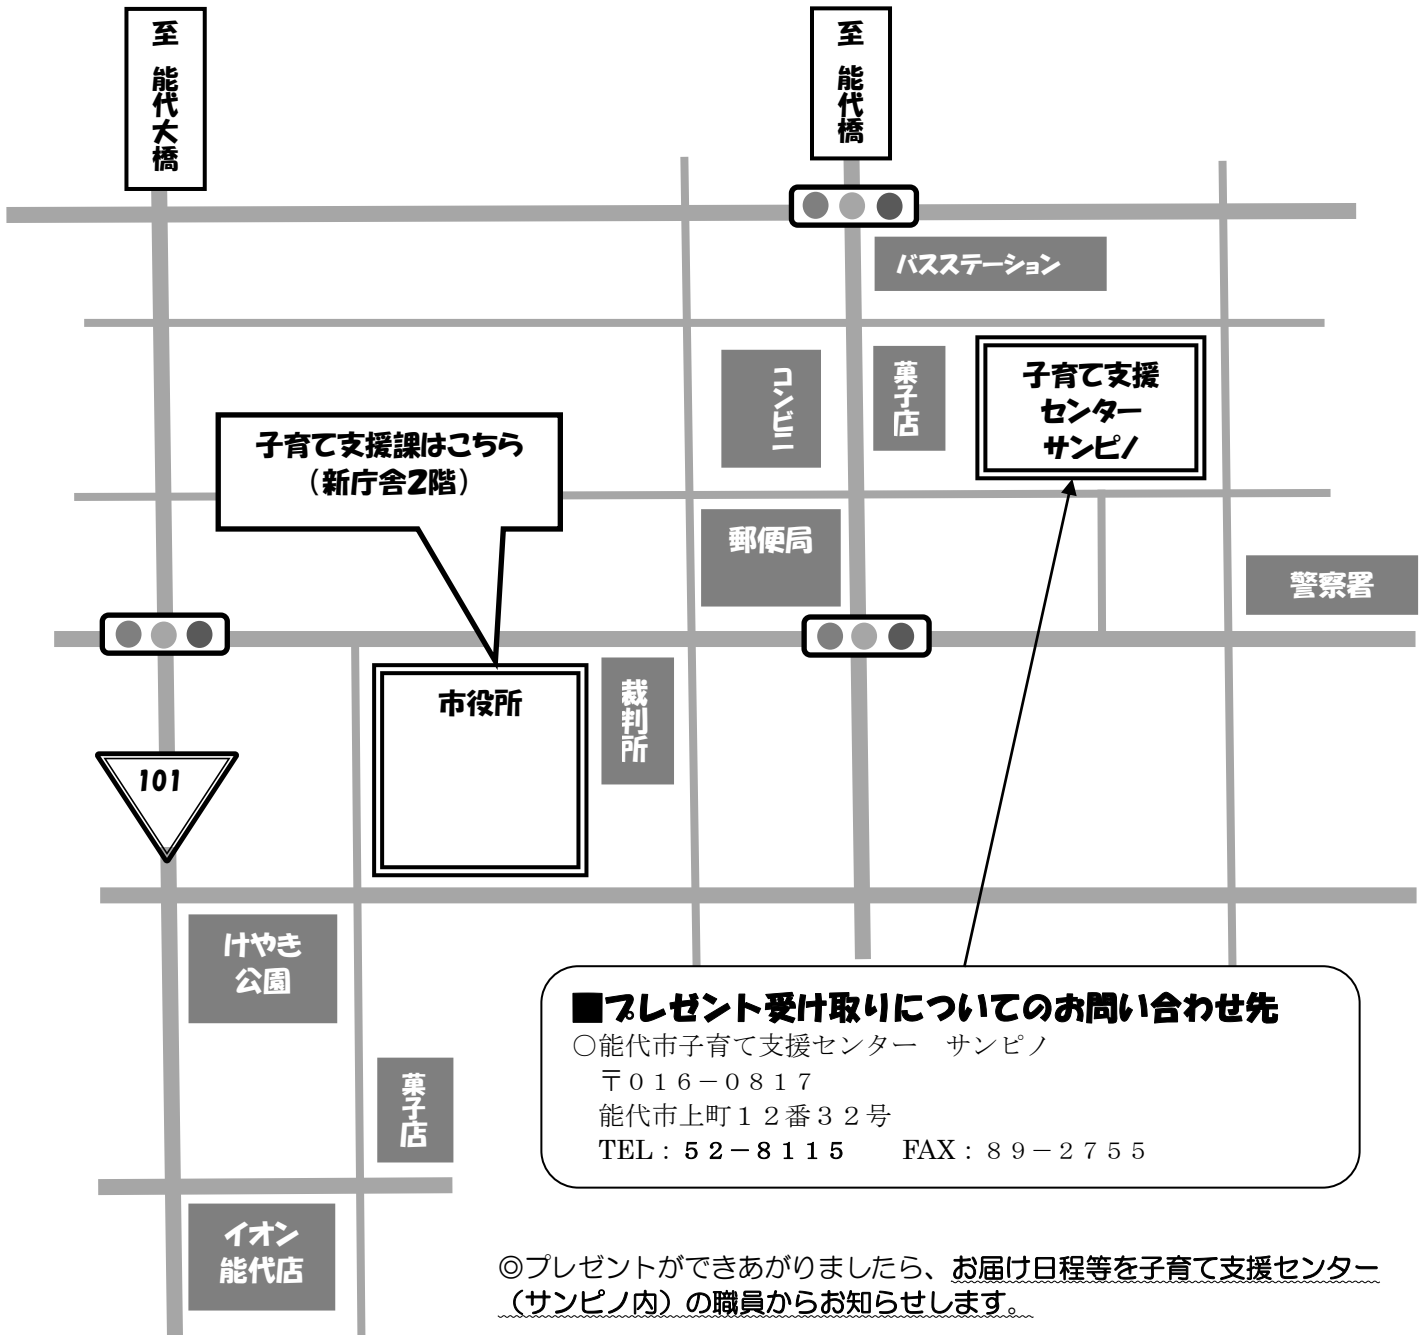 至 能代大橋
至 能代橋
バスステーション
コンビニ
菓子店
子育て支援
センター
サンピノ
子育て支援課はこちら
（新庁舎2階）
郵便局
警察署
市役所
裁判所
101
けやき
公園
菓子店
イオン
能代店
■プレゼント受け取りについてのお問い合わせ先
○能代市子育て支援センター　サンピノ
〒０１６－０８１７
能代市上町１２番３２号
TEL：５２－８１１５　　FAX：８９－２７５５
◎プレゼントができあがりましたら、お届け日程等を子育て支援センター
（サンピノ内）の職員からお知らせします。